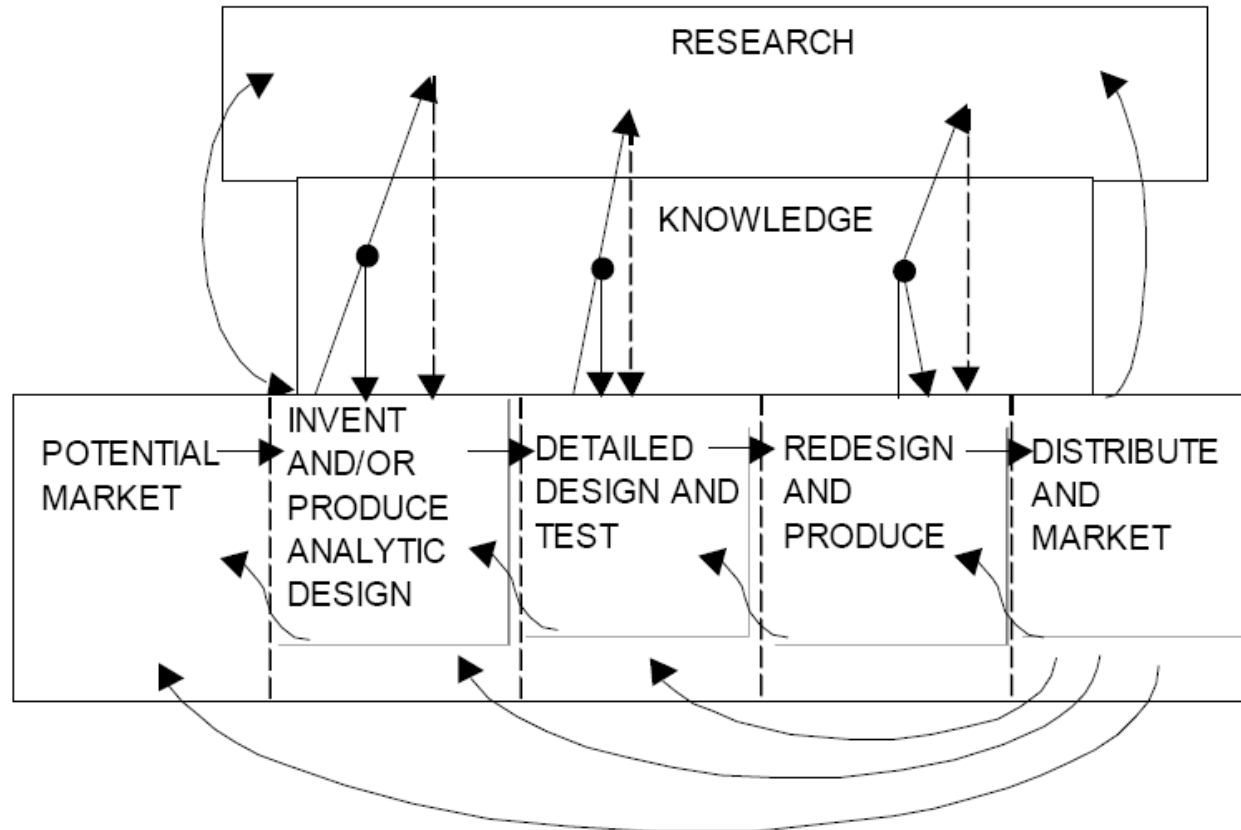 RESEARCH
KNOWLEDGE
POTENTIAL
MARKET
INVENT
AND/OR
PRODUCE
ANALYTIC
DESIGN
DETAILED
DESIGN AND
TEST
REDESIGN
AND
PRODUCE
DISTRIBUTE
AND
MARKET